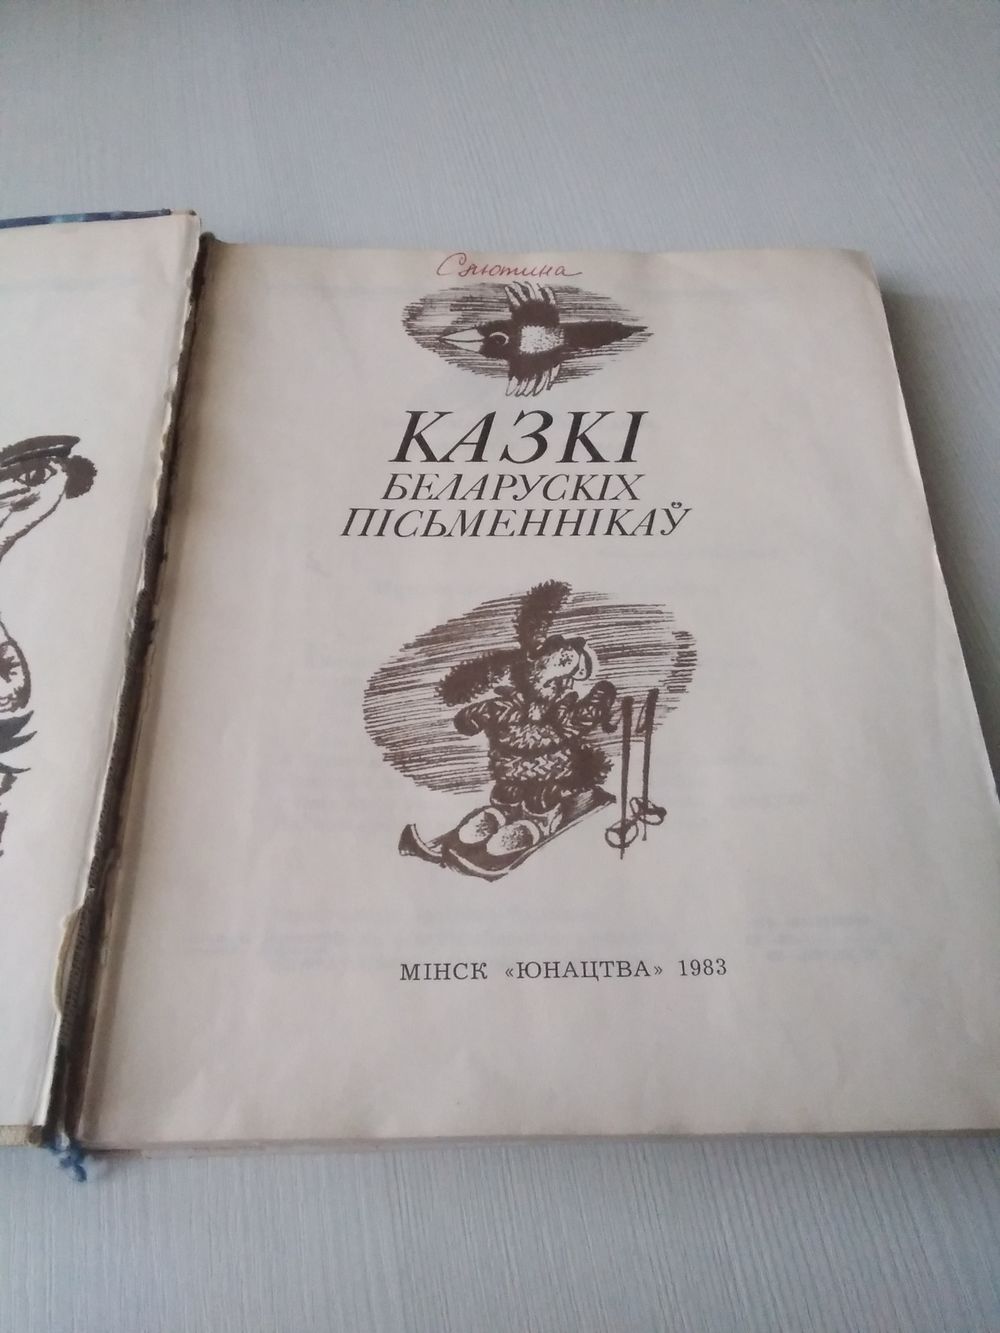 Сяютина
КАЗКІ
БЕЛАРУСКІХ
ПІСЬМЕННІКАЎ
МІНСК «ЮНАЦТВА» 1983